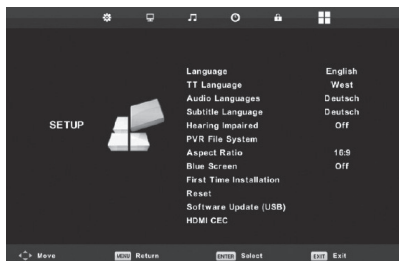 SETUP
Language English
TT Language West
Audio Languages Deutsch
Subtitle Language Deutsch
Hearing Impaired Off
PVR File System
Aspect Ratio 16:9
Blue Screen Off
First Time Installation
Reset
Software Update (USB)
HDMI CEC
Move MENU Return ENTER Select EXIT Exit